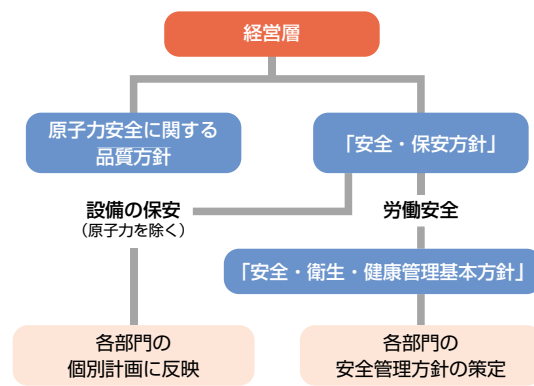 経営層
原子力安全に関する
品質方針
「安全・保安方針」
設備の保安
（原子力を除く）
労働安全
「安全・衛生・健康管理基本方針」
各部門の
個別計画に反映
各部門の
安全管理方針の策定